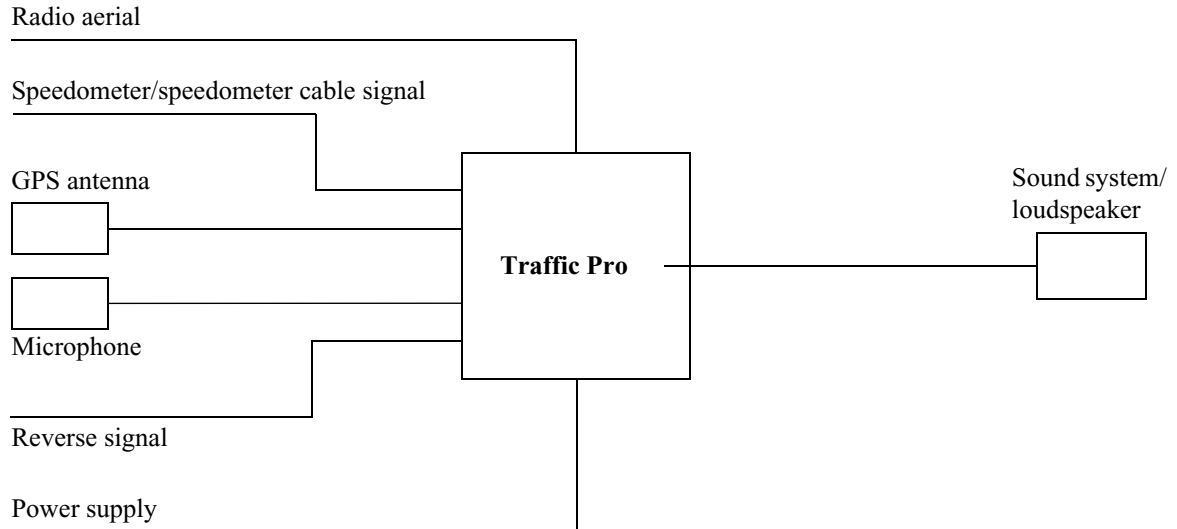 Radio aerial
Speedometer/speedometer cable signal
GPS antenna
Sound system/
loudspeaker
Traffic Pro
Microphone
Reverse signal
Power supply